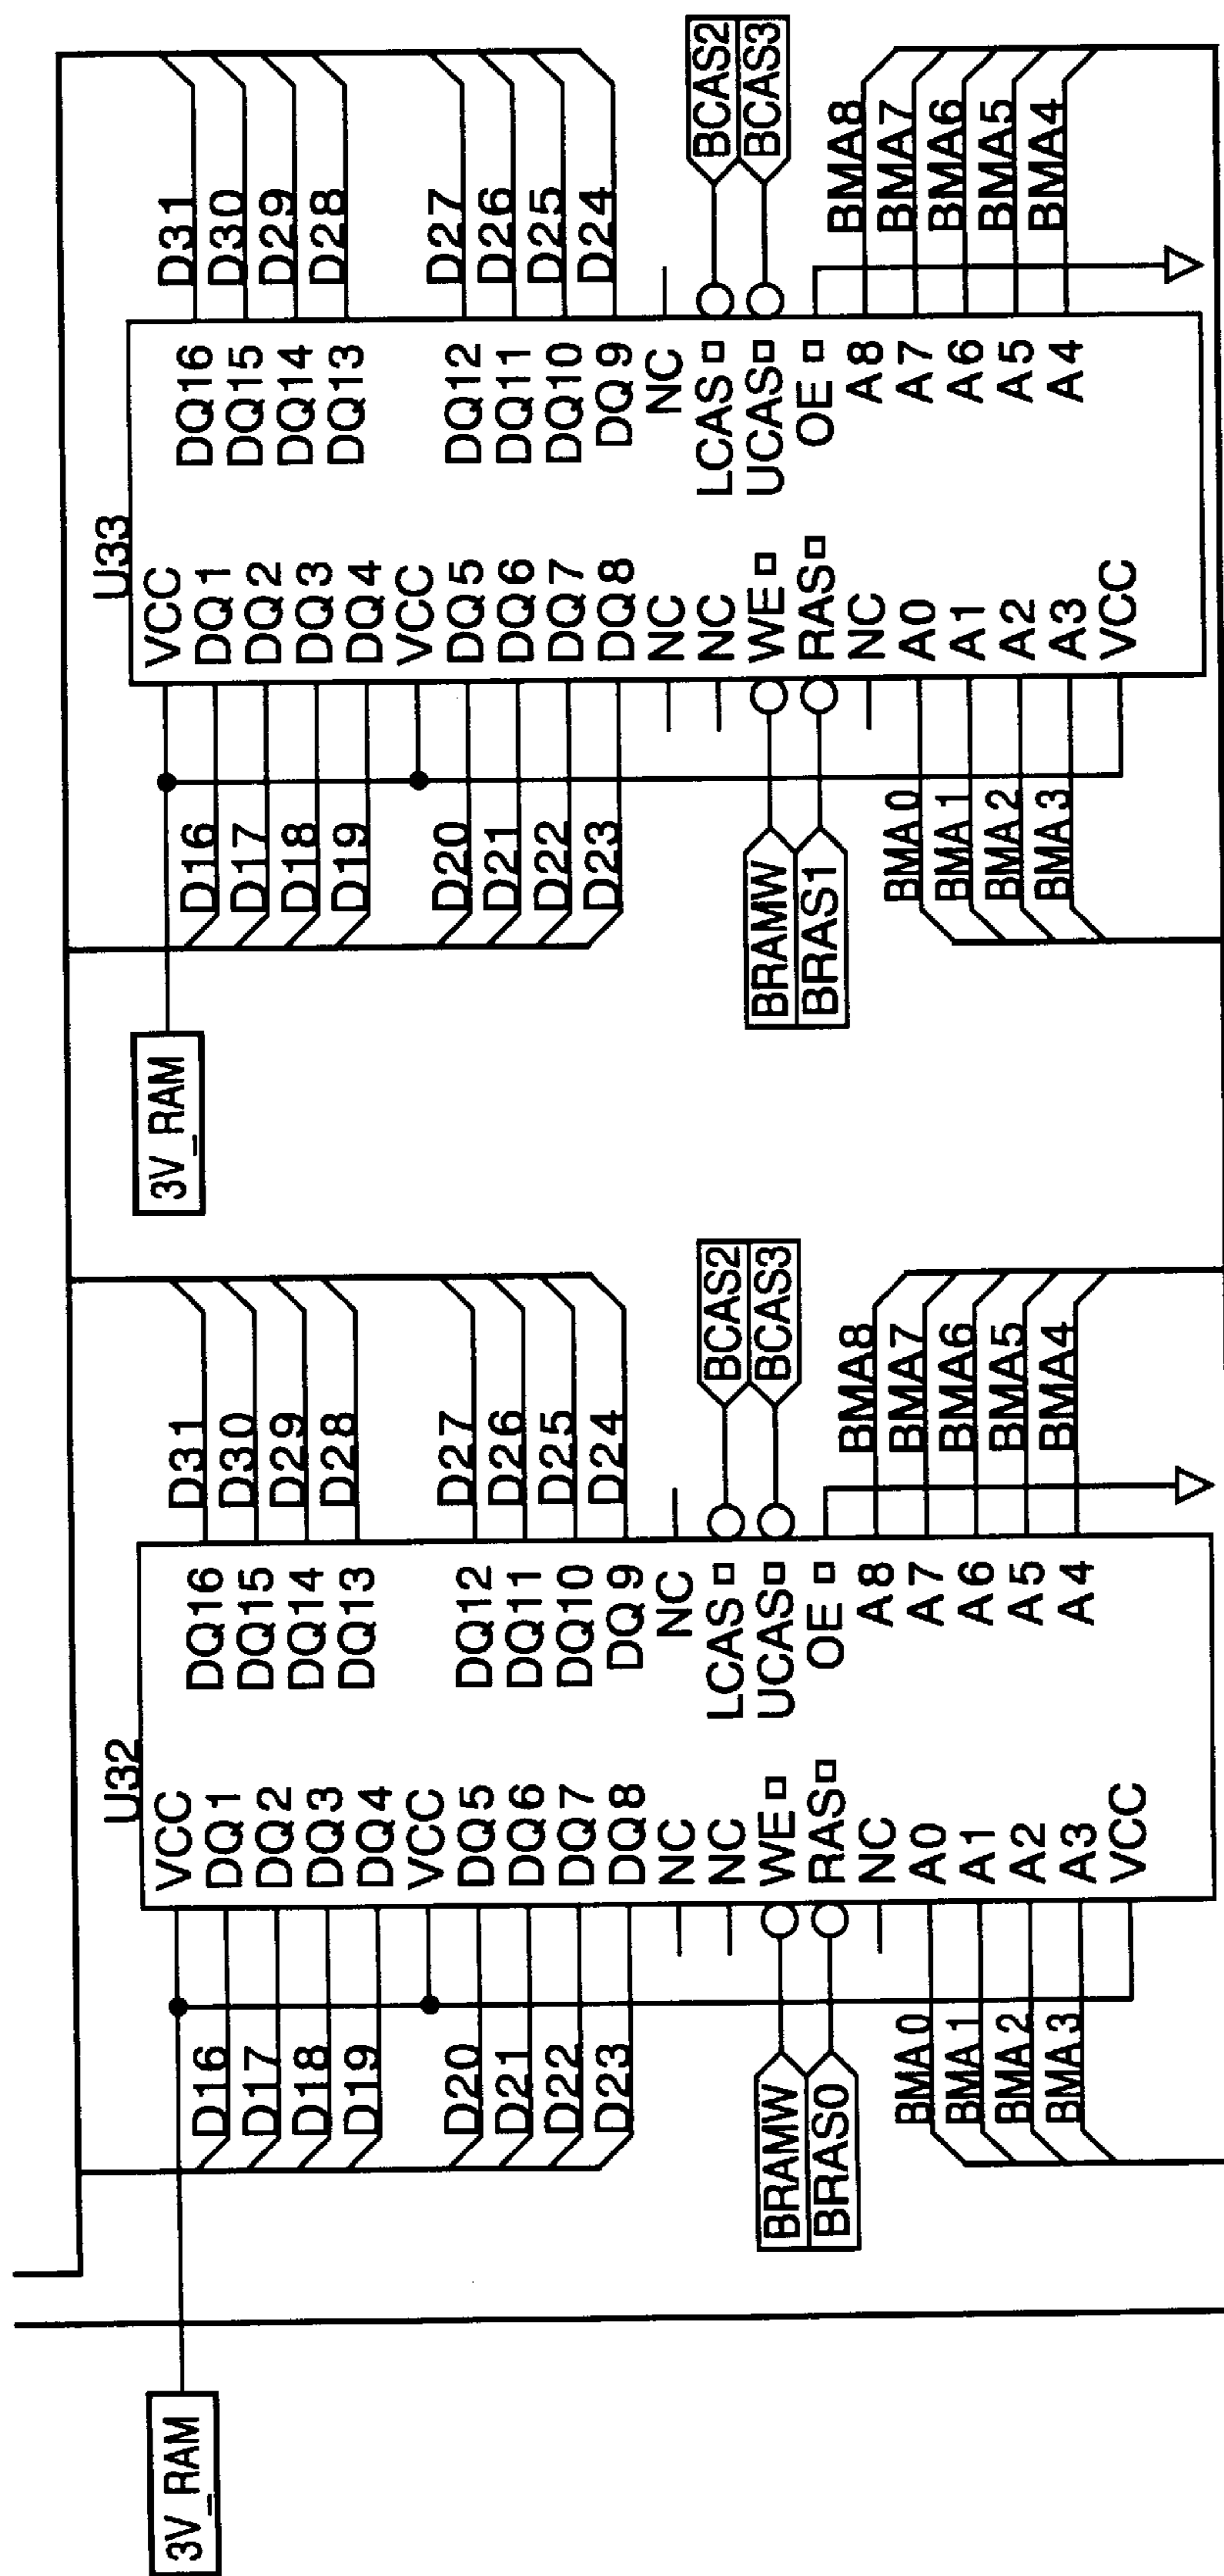 3V_RAM
U32
D16
D17
D18
D19
D20
D21
D22
D23
BRAMW
BRAS0
BMA0
BMA1
BMA2
BMA3
VCC
DQ1
DQ2
DQ3
DQ4
VCC
DQ5
DQ6
DQ7
DQ8
NC
NC
WE
RAS
NC
A0
A1
A2
A3
VCC
DQ16
DQ15
DQ14
DQ13
DQ12
DQ11
DQ10
DQ9
NC
LCAS
UCAS
OE
A8
A7
A6
A5
A4
D31
D30
D29
D28
D27
D26
D25
D24
BCAS2
BCAS3
BMA8
BMA7
BMA6
BMA5
BMA4
3V_RAM
U33
D16
D17
D18
D19
D20
D21
D22
D23
BRAMW
BRAS1
BMA0
BMA1
BMA2
BMA3
VCC
DQ1
DQ2
DQ3
DQ4
VCC
DQ5
DQ6
DQ7
DQ8
NC
NC
WE
RAS
NC
A0
A1
A2
A3
VCC
DQ16
DQ15
DQ14
DQ13
DQ12
DQ11
DQ10
DQ9
NC
LCAS
UCAS
OE
A8
A7
A6
A5
A4
D31
D30
D29
D28
D27
D26
D25
D24
BCAS2
BCAS3
BMA8
BMA7
BMA6
BMA5
BMA4